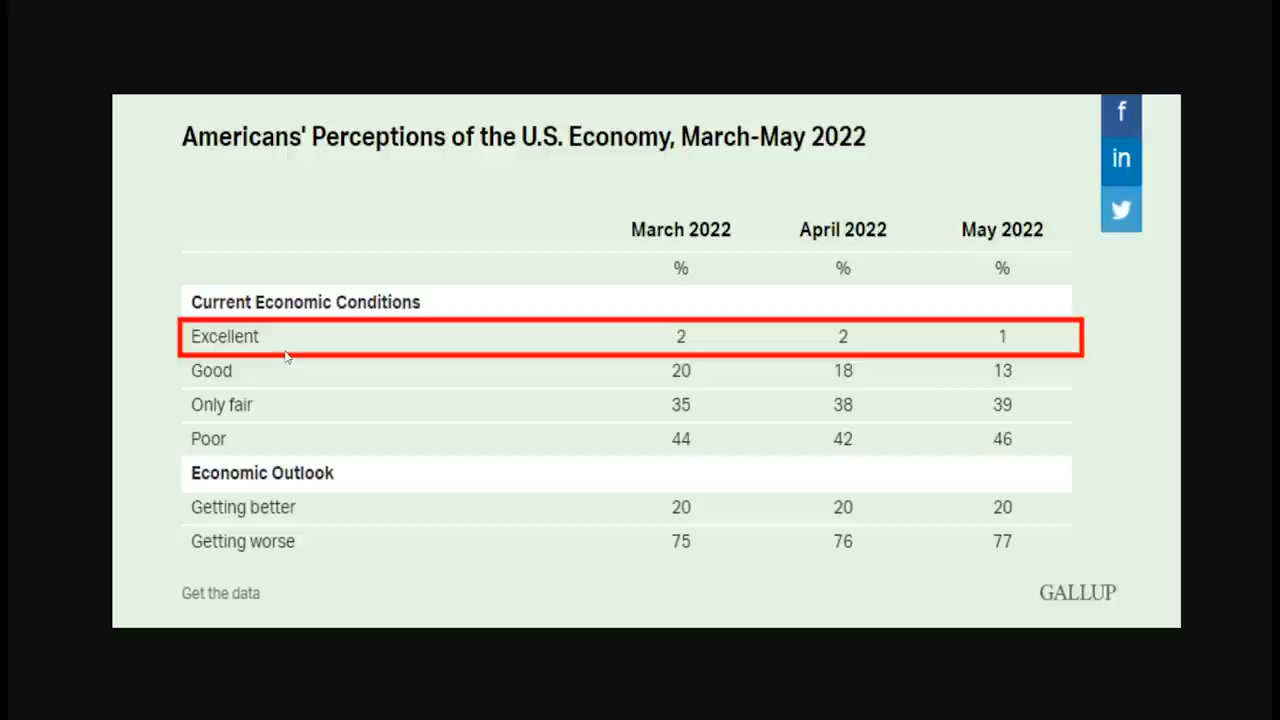 f
Americans' Perceptions of the U.S. Economy, March-May 2022
in
March 2022 April 2022 May 2022
% % %
Current Economic Conditions
Excellent 2 2 1
Good 20 18 13
Only fair 35 38 39
Poor 44 42 46
Economic Outlook
Getting better 20 20 20
Getting worse 75 76 77
Get the data GALLUP